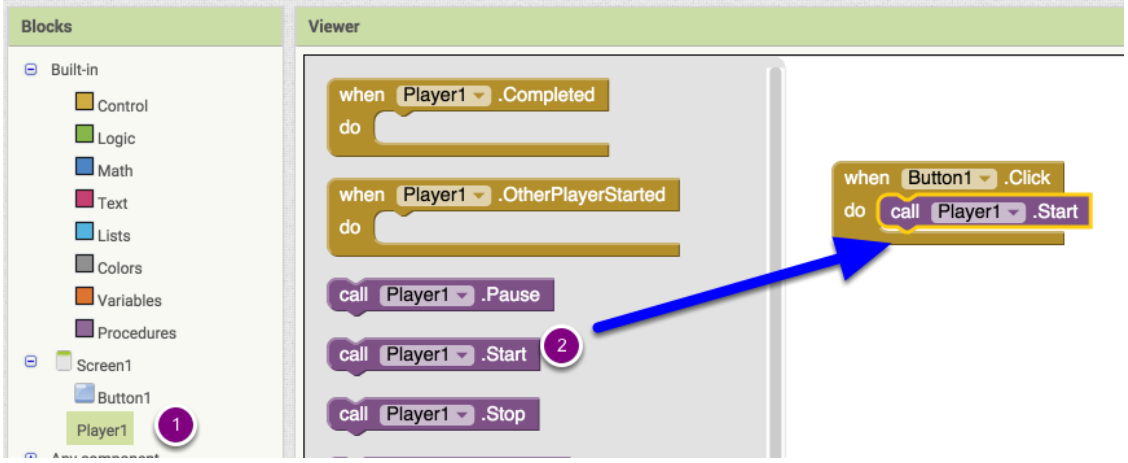 Blocks
Built-in
Control
Logic
Math
Text
Lists
Colors
Variables
Procedures
Screen1
Button1
Player1
1
Any component
Viewer
when Player1 .Completed
do
when Player1 .OtherPlayerStarted
do
call Player1 .Pause
call Player1 .Start
2
call Player1 .Stop
when Button1 .Click
do call Player1 .Start